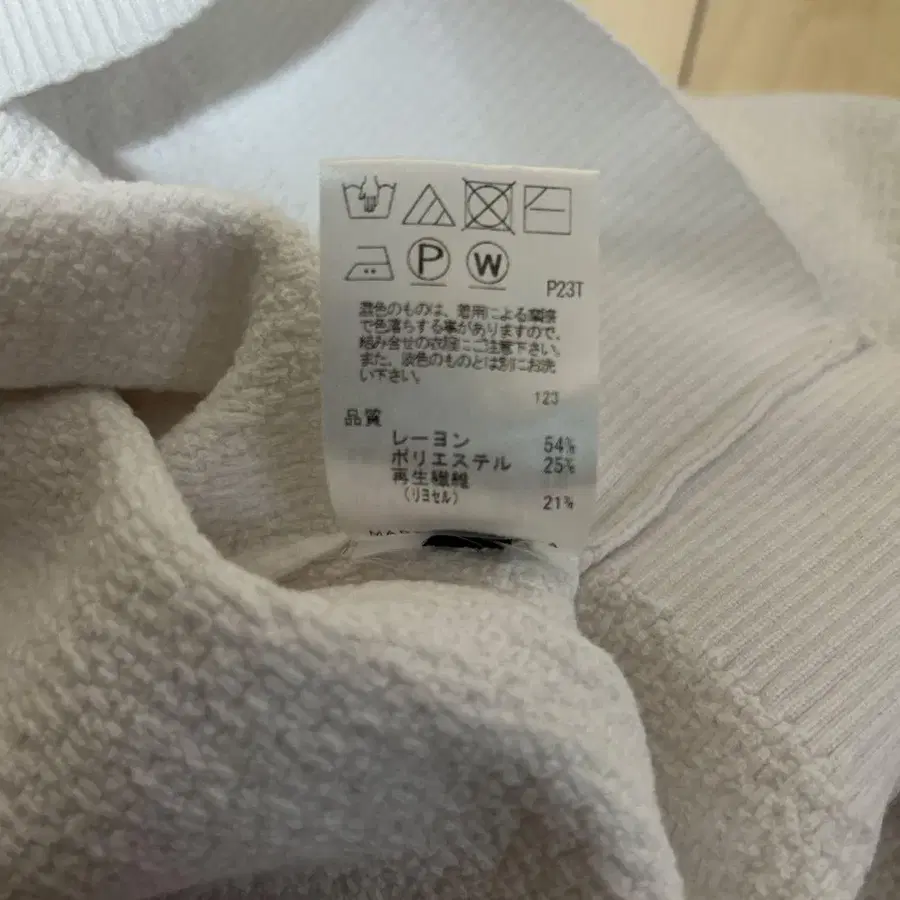 P W
P23T
濃色のものは、着用による摩擦
で色落ちする事がありますので、
組み合せの衣服にご注意下さい。
また、淡色のものとは別にお洗
い下さい。
123
品質
レーヨン 54%
ポリエステル 25%
再生繊維
(リヨセル) 21%